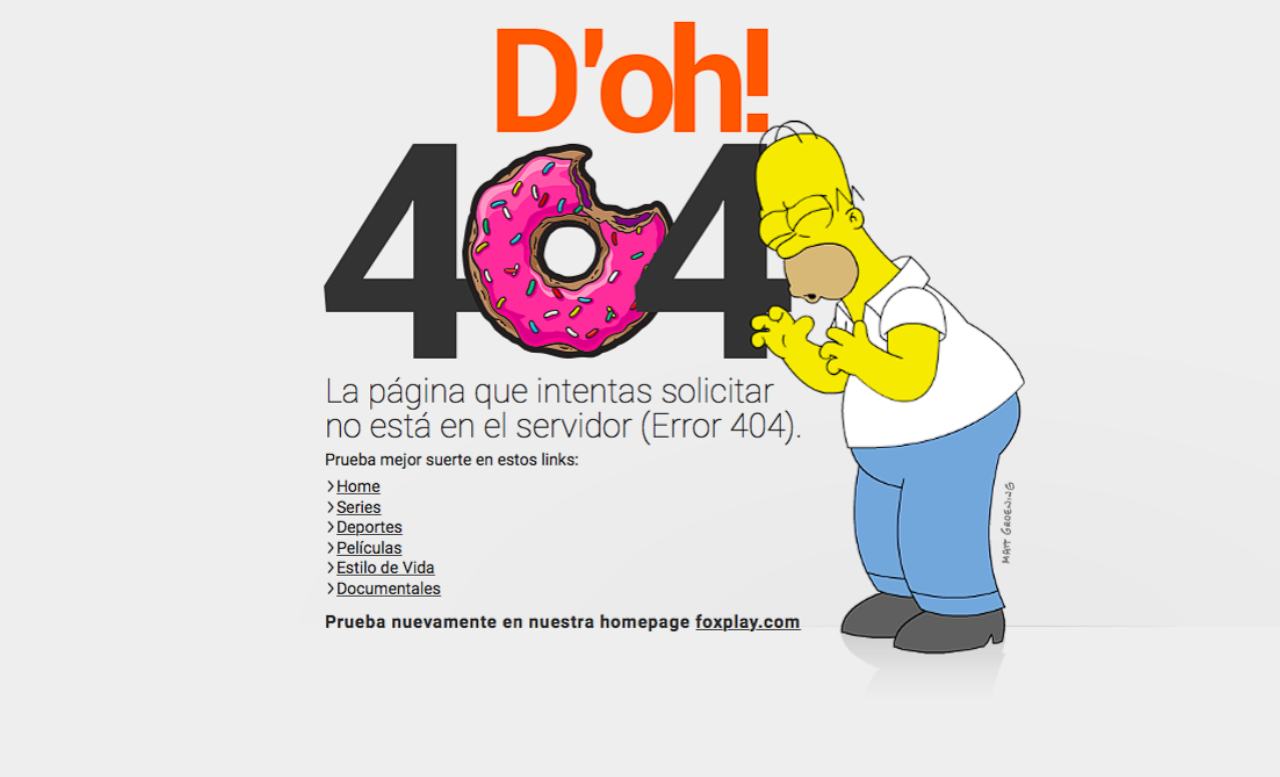 D'oh!
404
La página que intentas solicitar
no está en el servidor (Error 404).
Prueba mejor suerte en estos links:
Home
Series
Deportes
Películas
Estilo de Vida
Documentales
Prueba nuevamente en nuestra homepage foxplay.com
MATT GROENING